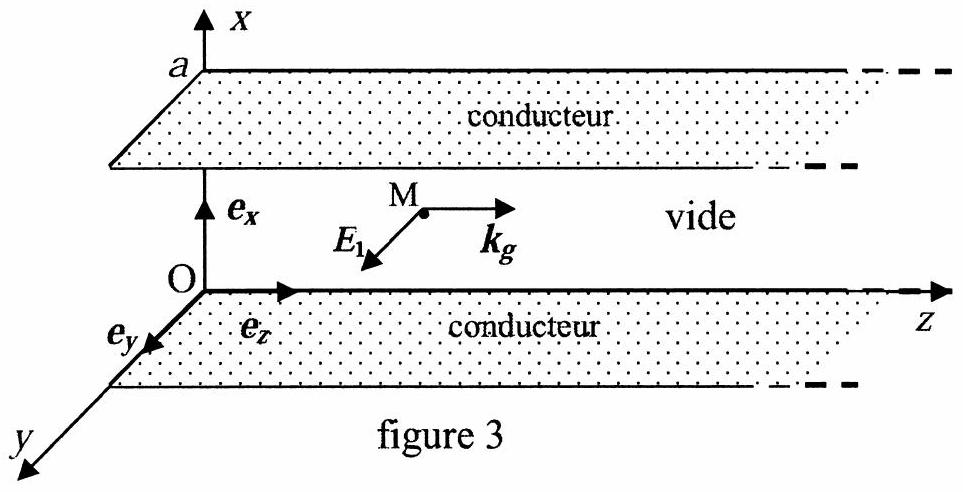 x
a
conducteur
M
e_x
E_1
k_g
vide
O
e_y
e_z
conducteur
z
y
figure 3